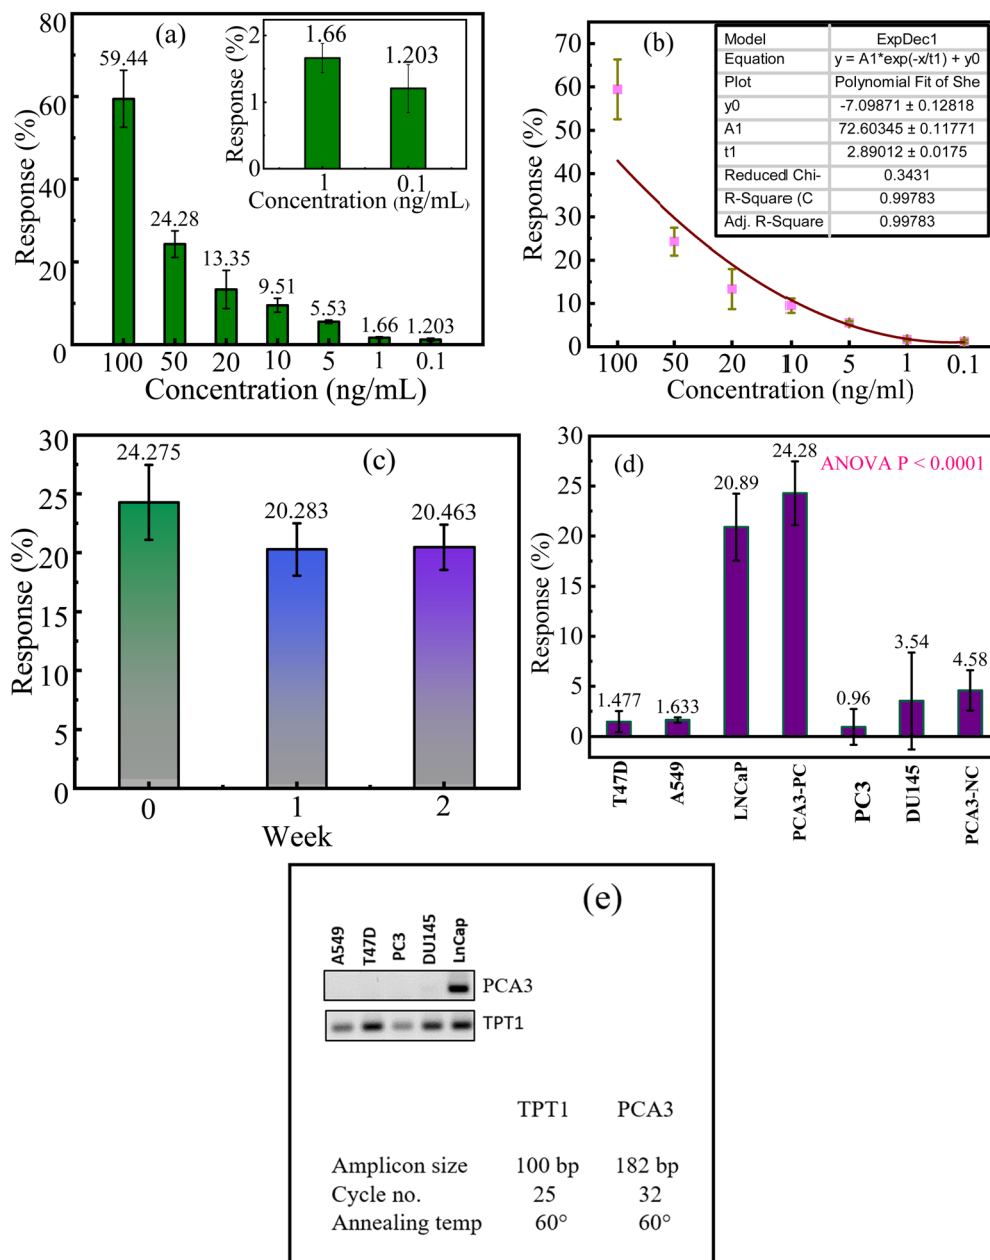 (a)
Response (%)
80
60
40
20
0
59.44
24.28
13.35
9.51
5.53
1.66
1.203
100 50 20 10 5 1 0.1
Concentration (ng/mL)
Response (%)
2
1
0
1.66
1.203
1 0.1
Concentration (ng/mL)
(b)
Response (%)
70
60
50
40
30
20
10
0
Model ExpDec1
Equation y = A1*exp(-x/t1) + y0
Plot Polynomial Fit of She
y0 -7.09871 ± 0.12818
A1 72.60345 ± 0.11771
t1 2.89012 ± 0.0175
Reduced Chi- 0.3431
R-Square (C 0.99783
Adj. R-Square 0.99783
100 50 20 10 5 1 0.1
Concentration (ng/ml)
(c)
Response (%)
30
25
20
15
10
5
0
24.275
20.283
20.463
0 1 2
Week
(d)
ANOVA P < 0.0001
Response (%)
30
25
20
15
10
5
0
1.477
1.633
20.89
24.28
0.96
3.54
4.58
T47D A549 LNCaP PCA3-PC PC3 DU145 PCA3-NC
(e)
A549 T47D PC3 DU145 LnCap
PCA3
TPT1
TPT1 PCA3
Amplicon size 100 bp 182 bp
Cycle no. 25 32
Annealing temp 60° 60°